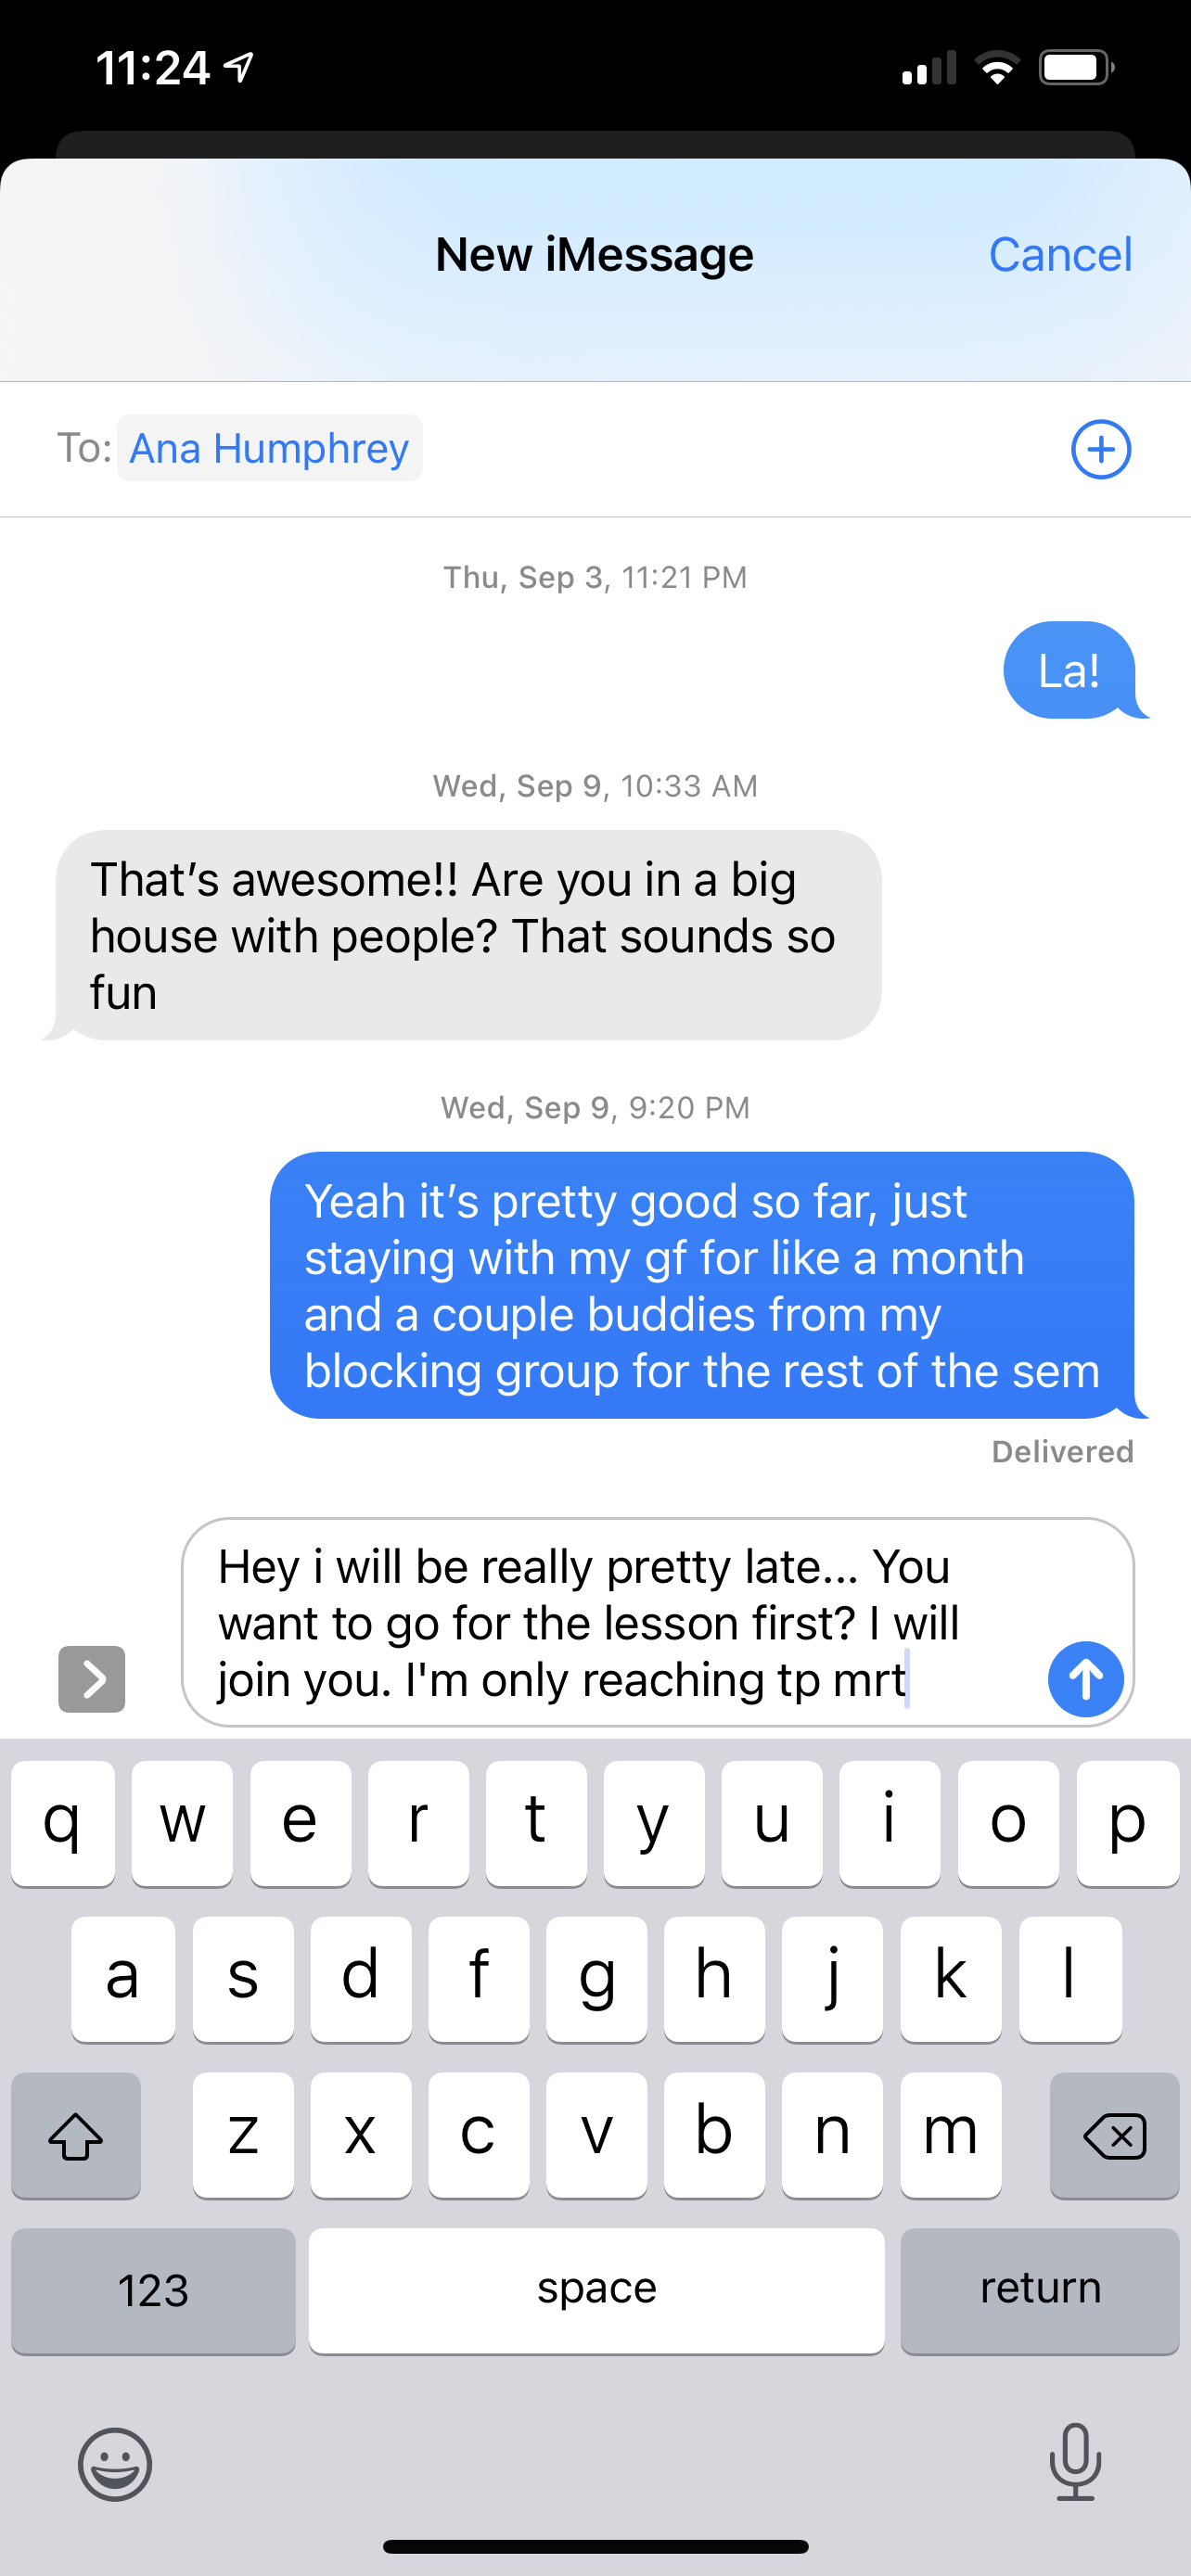 11:24
New iMessage
Cancel
To: Ana Humphrey
Thu, Sep 3, 11:21 PM
La!
Wed, Sep 9, 10:33 AM
That’s awesome!! Are you in a big
house with people? That sounds so
fun
Wed, Sep 9, 9:20 PM
Yeah it’s pretty good so far, just
staying with my gf for like a month
and a couple buddies from my
blocking group for the rest of the sem
Delivered
Hey i will be really pretty late... You
want to go for the lesson first? I will
join you. I'm only reaching tp mrt
q w e r t y u i o p
a s d f g h j k l
z x c v b n m
123 space return